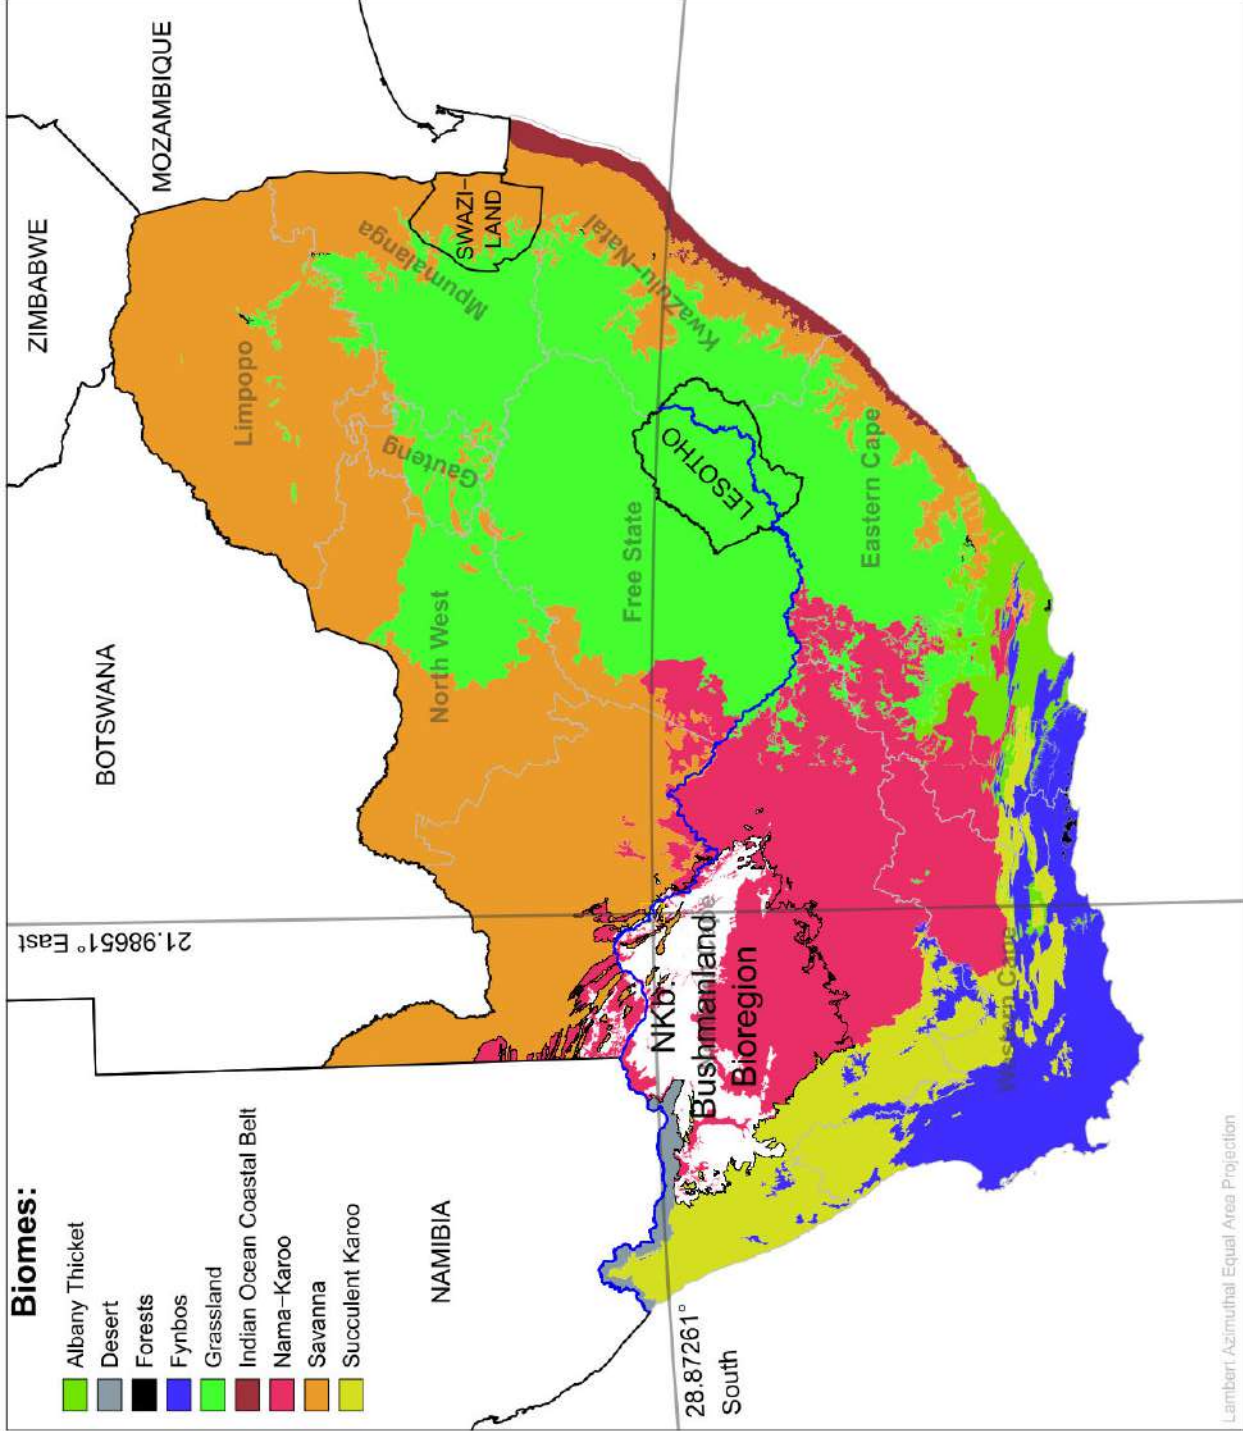 Biomes:
Albany Thicket
Desert
Forests
Fynbos
Grassland
Indian Ocean Coastal Belt
Nama–Karoo
Savanna
Succulent Karoo
NAMIBIA
BOTSWANA
ZIMBABWE
MOZAMBIQUE
21.98651° East
28.87261°
South
Limpopo
Mpumalanga
SWAZI–
LAND
Gauteng
North West
Free State
KwaZulu–Natal
LESOTHO
Eastern Cape
Western Cape
NKb:
Bushmanland
Bioregion
Lambert Azimuthal Equal Area Projection